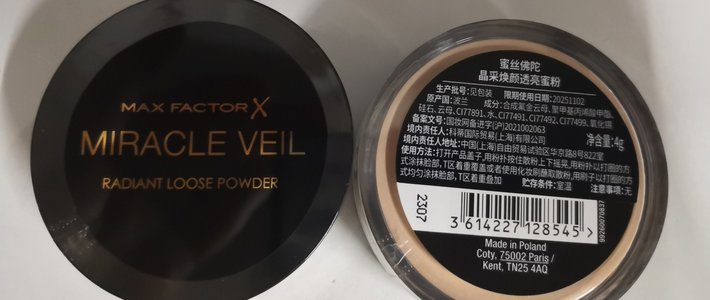 MAX FACTOR X
MIRACLE VEIL
RADIANT LOOSE POWDER
蜜丝佛陀
晶采焕颜透亮蜜粉
生产批号:见包装 限期使用日期:20251102
原产国:波兰 成分:合成氟金云母、聚甲基丙烯酸甲酯、
硅石、云母、CI77891、水、CI77491、CI77492、CI77499、氧化锡
备案文号:国妆网备进字(沪)2021002063
境内责任人:科蒂国际贸易(上海)有限公司 净含量:4g
境内责任人地址:中国(上海)自由贸易试验区华京路8号822室
使用方法:打开产品盖子,用粉扑按住散粉上下摇晃,用粉扑以打圈的方
式涂抹脸部,T区着重覆盖或者使用化妆刷蘸取散粉,用刷子以打圈的方
式均匀涂抹脸部,T区着重叠加 贮存条件:室温 注意事项:无
2307
3 614227 128545 >
99260070837
Made in Poland
Coty, 75002 Paris /
Kent, TN25 4AQ